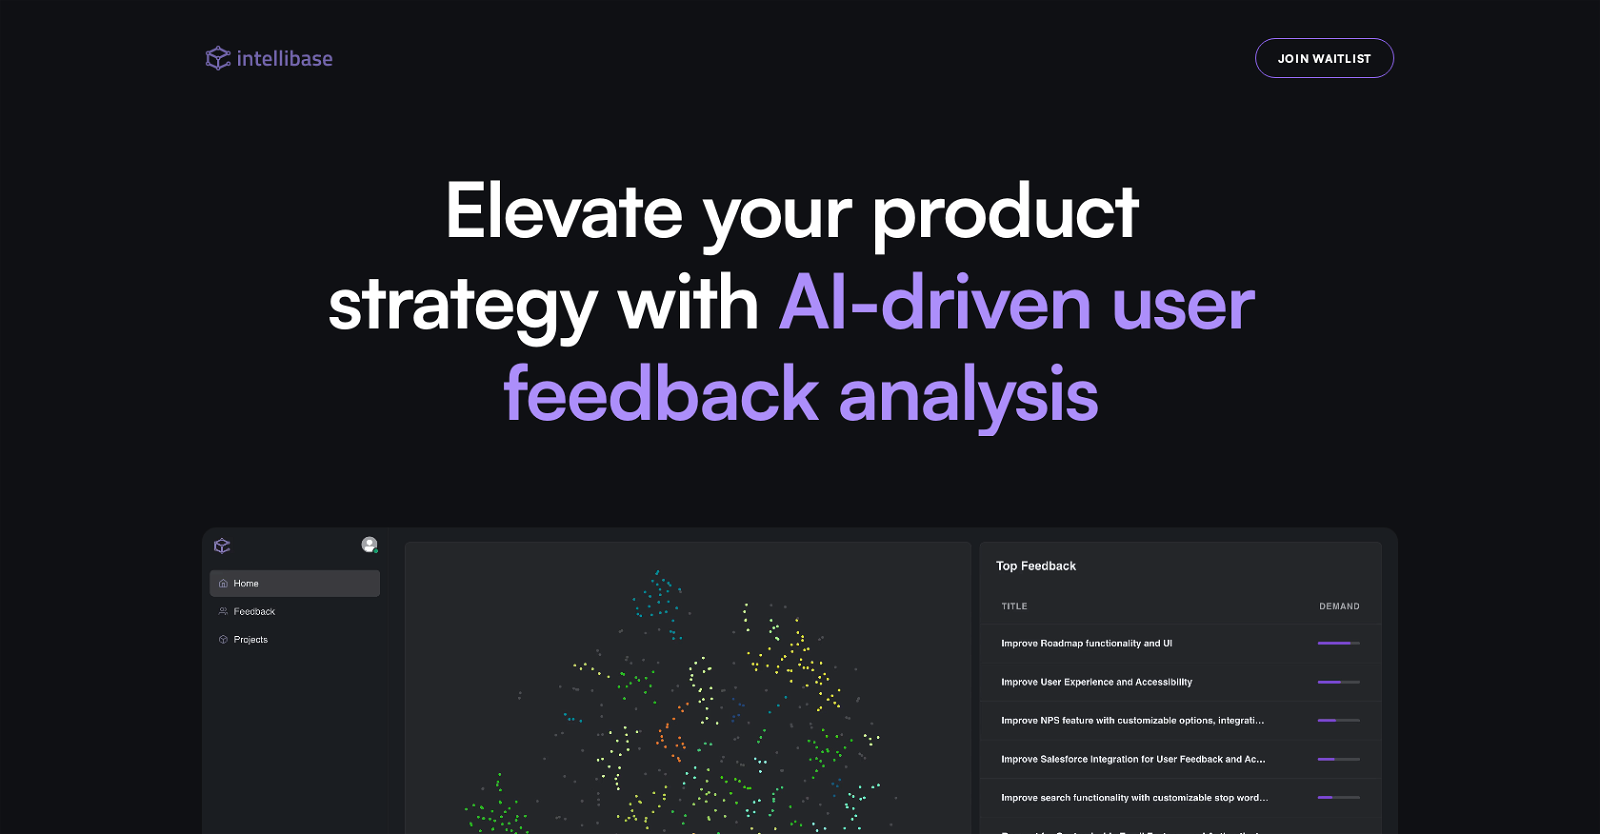 intellibase
JOIN WAITLIST
Elevate your product
strategy with AI-driven user
feedback analysis
Home
Feedback
Projects
Top Feedback
TITLE
DEMAND
Improve Roadmap functionality and UI
Improve User Experience and Accessibility
Improve NPS feature with customizable options, integrati...
Improve Salesforce Integration for User Feedback and Ac...
Improve search functionality with customizable stop word...